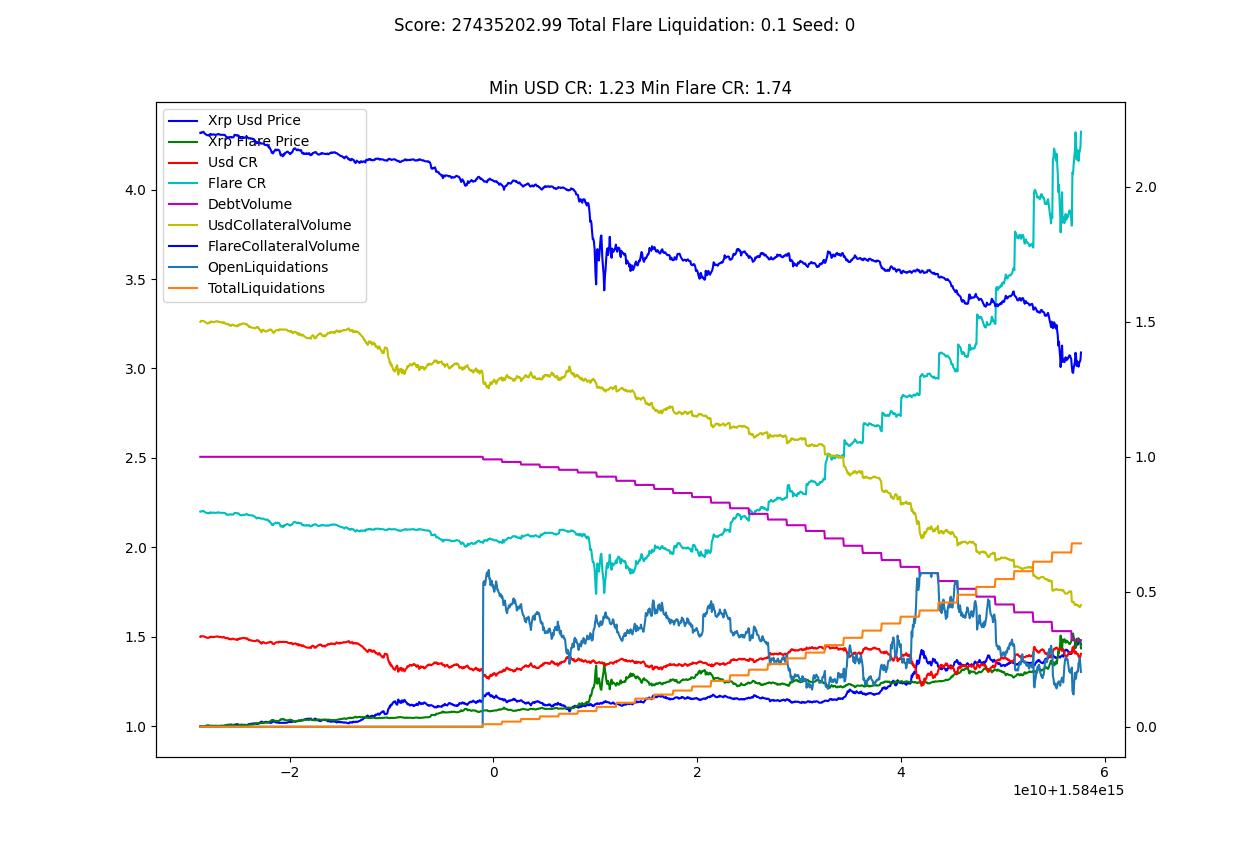 Score: 27435202.99 Total Flare Liquidation: 0.1 Seed: 0
Min USD CR: 1.23 Min Flare CR: 1.74
Xrp Usd Price
Xrp Flare Price
Usd CR
Flare CR
DebtVolume
UsdCollateralVolume
FlareCollateralVolume
OpenLiquidations
TotalLiquidations
4.0
3.5
3.0
2.5
2.0
1.5
1.0
2.0
1.5
1.0
0.5
0.0
−2
0
2
4
6
1e10+1.584e15